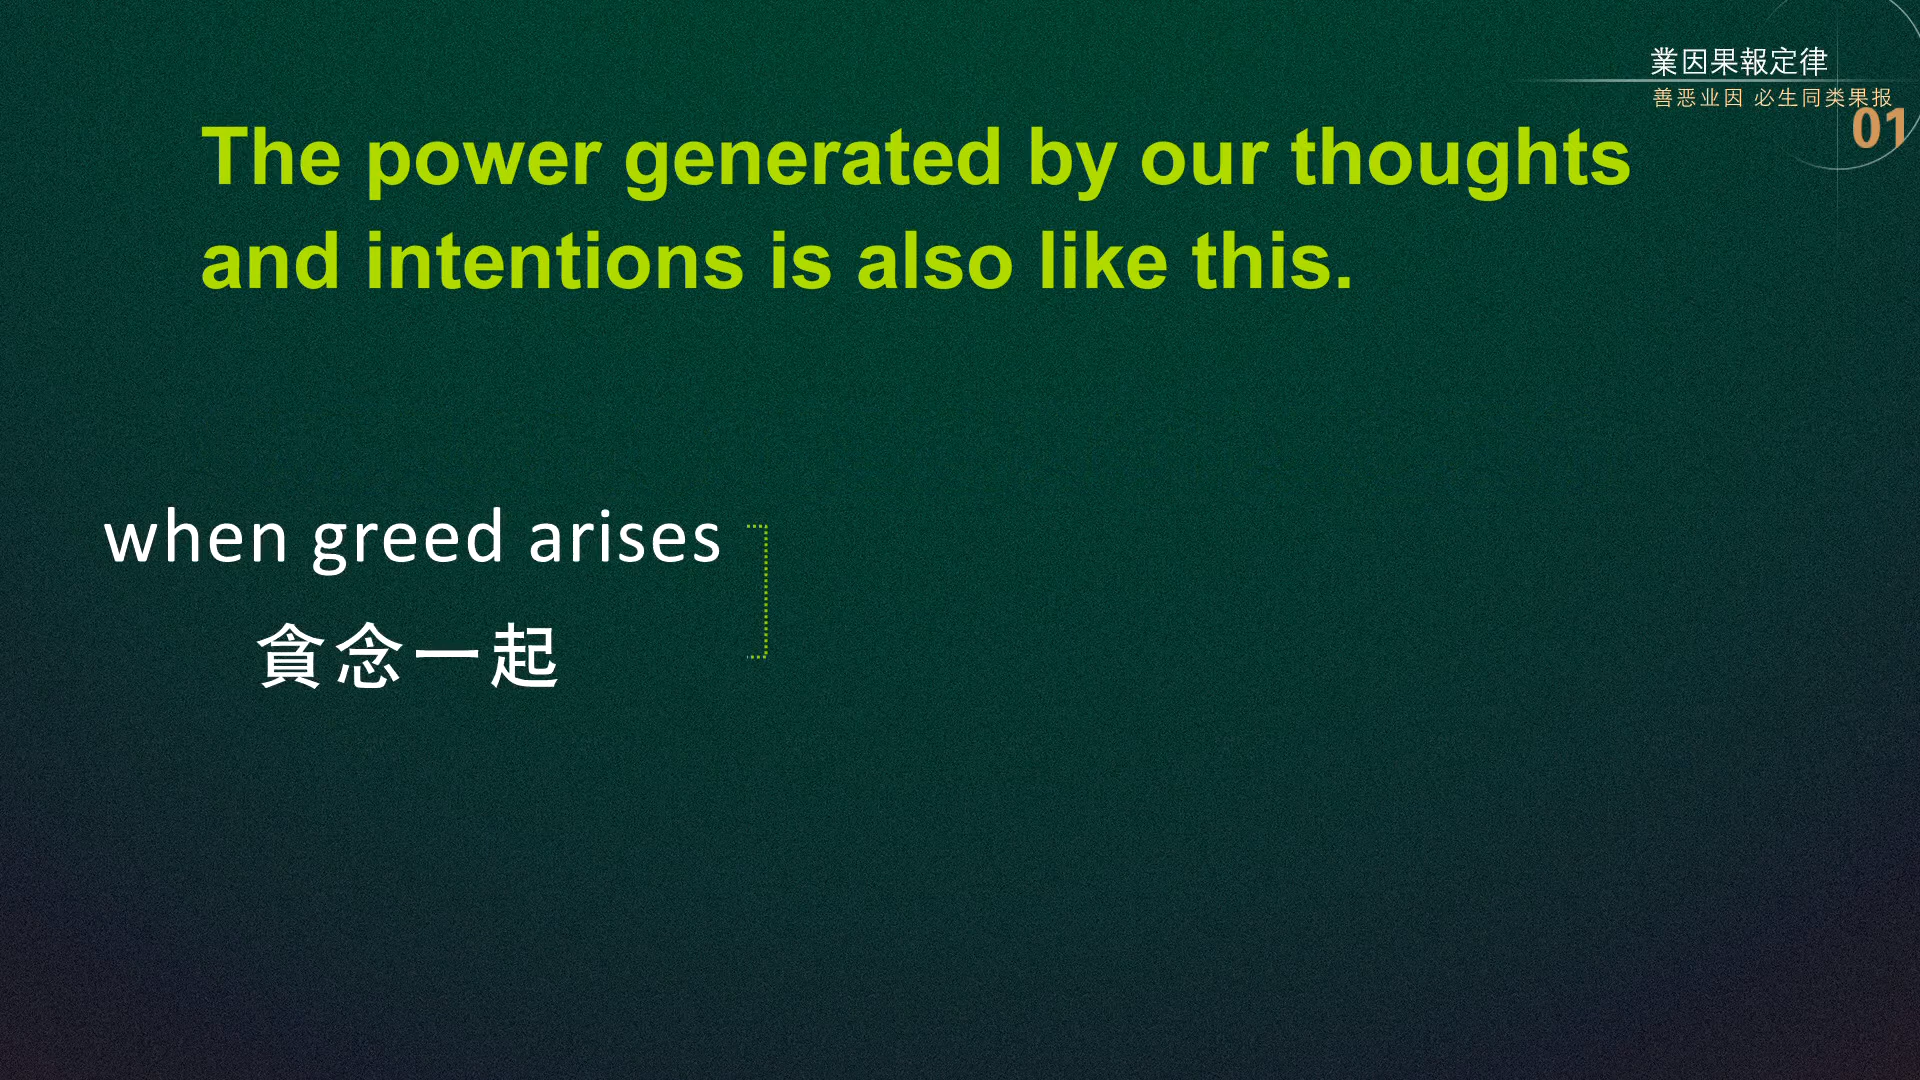 業因果報定律
善恶业因 必生同类果报
01
The power generated by our thoughts
and intentions is also like this.
when greed arises
貪念一起